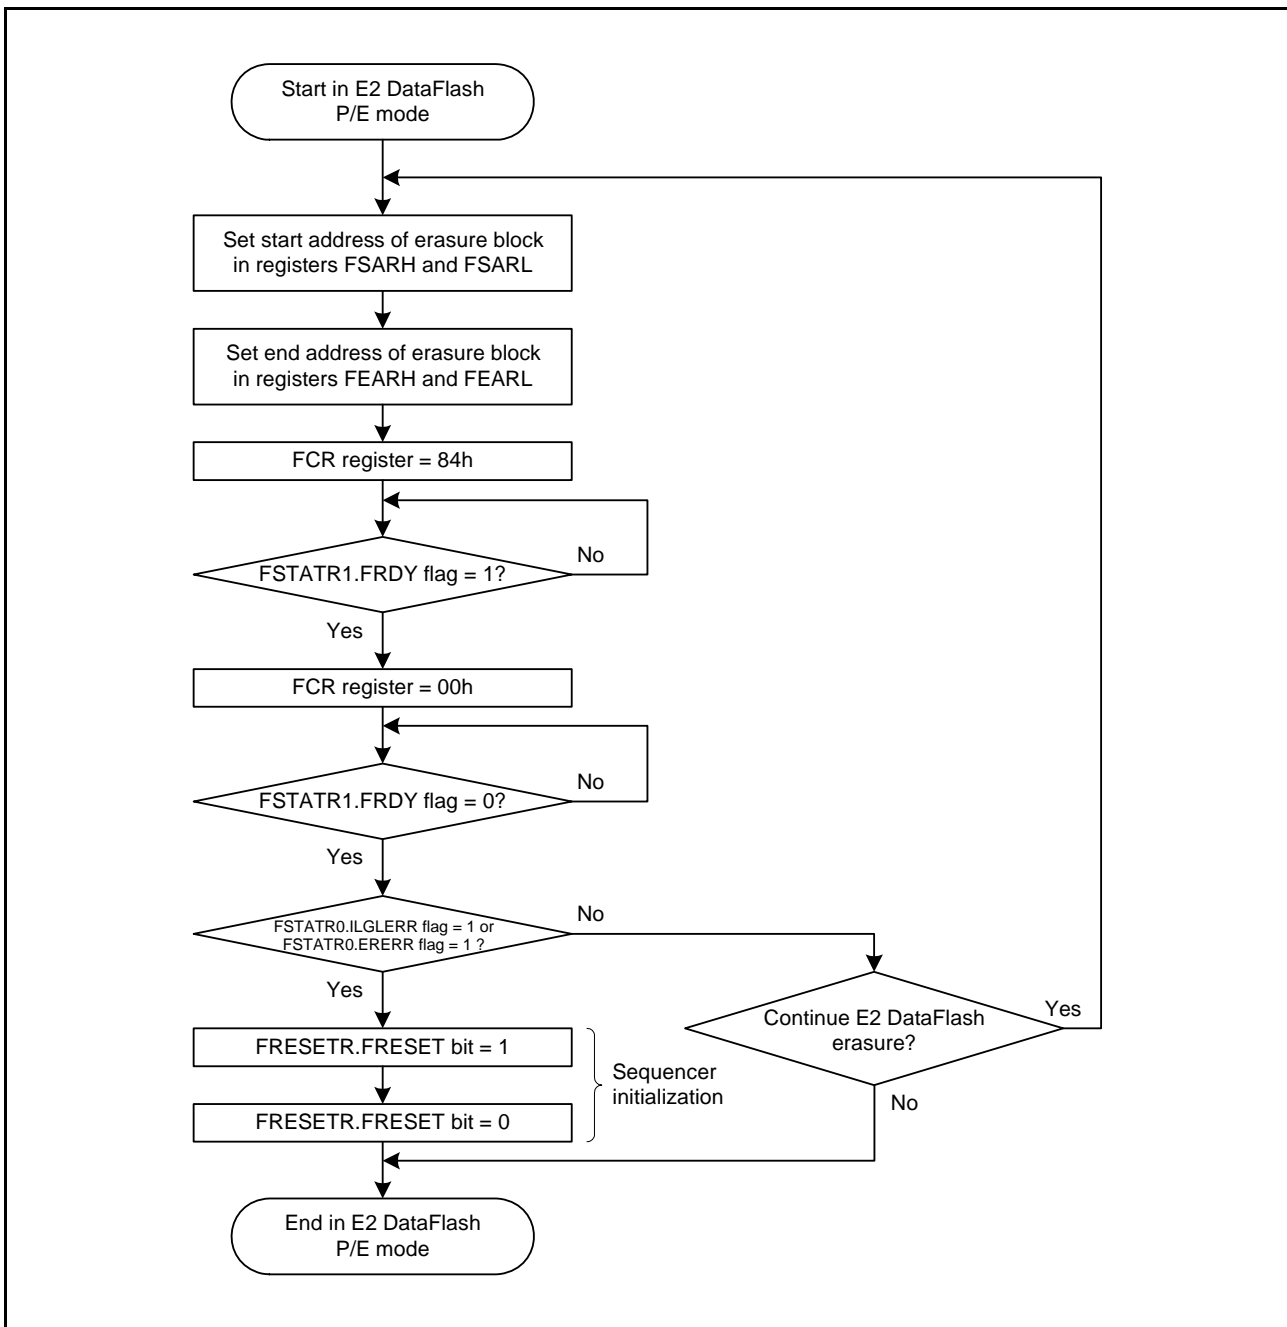 Start in E2 DataFlash
P/E mode
Set start address of erasure block
in registers FSARH and FSARL
Set end address of erasure block
in registers FEARH and FEARL
FCR register = 84h
FSTATR1.FRDY flag = 1?
No
Yes
FCR register = 00h
FSTATR1.FRDY flag = 0?
No
Yes
FSTATR0.ILGLERR flag = 1 or
FSTATR0.ERERR flag = 1 ?
No
Yes
Continue E2 DataFlash
erasure?
Yes
No
FRESETR.FRESET bit = 1
FRESETR.FRESET bit = 0
Sequencer
initialization
End in E2 DataFlash
P/E mode